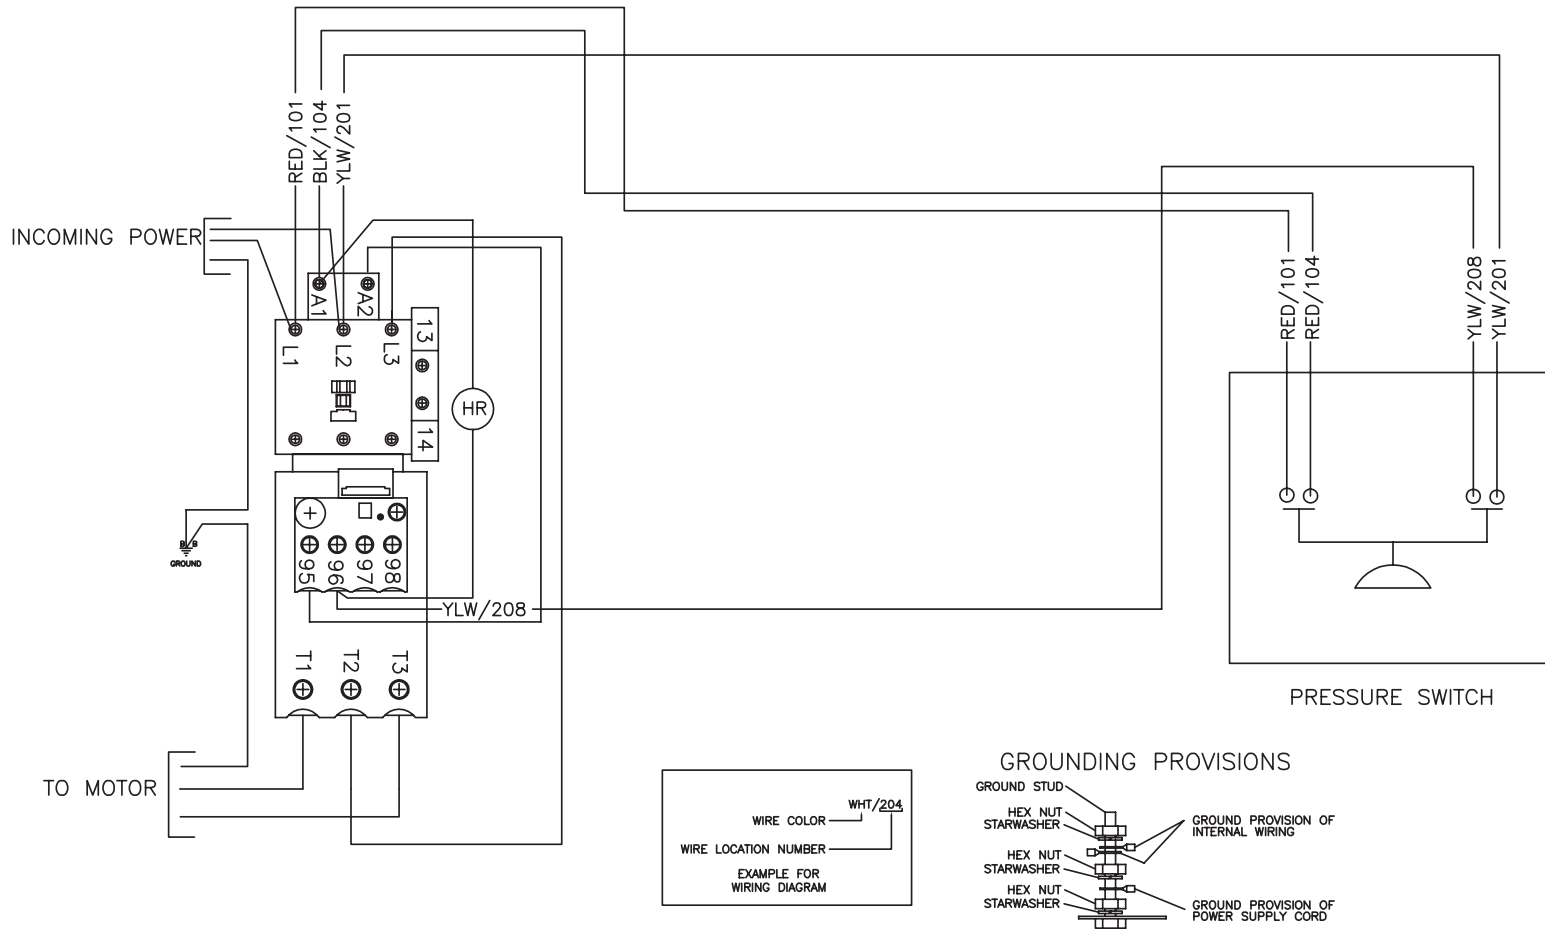 RED/101
BLK/104
YLW/201
INCOMING POWER
A1
A2
L1
L2
L3
13
14
HR
B B
GROUND
95
96
97
98
YLW/208
T1
T2
T3
TO MOTOR
RED/101
RED/104
YLW/208
YLW/201
PRESSURE SWITCH
WHT/204
WIRE COLOR
WIRE LOCATION NUMBER
EXAMPLE FOR
WIRING DIAGRAM
GROUNDING PROVISIONS
GROUND STUD
HEX NUT
STARWASHER
HEX NUT
STARWASHER
HEX NUT
STARWASHER
GROUND PROVISION OF
INTERNAL WIRING
GROUND PROVISION OF
POWER SUPPLY CORD